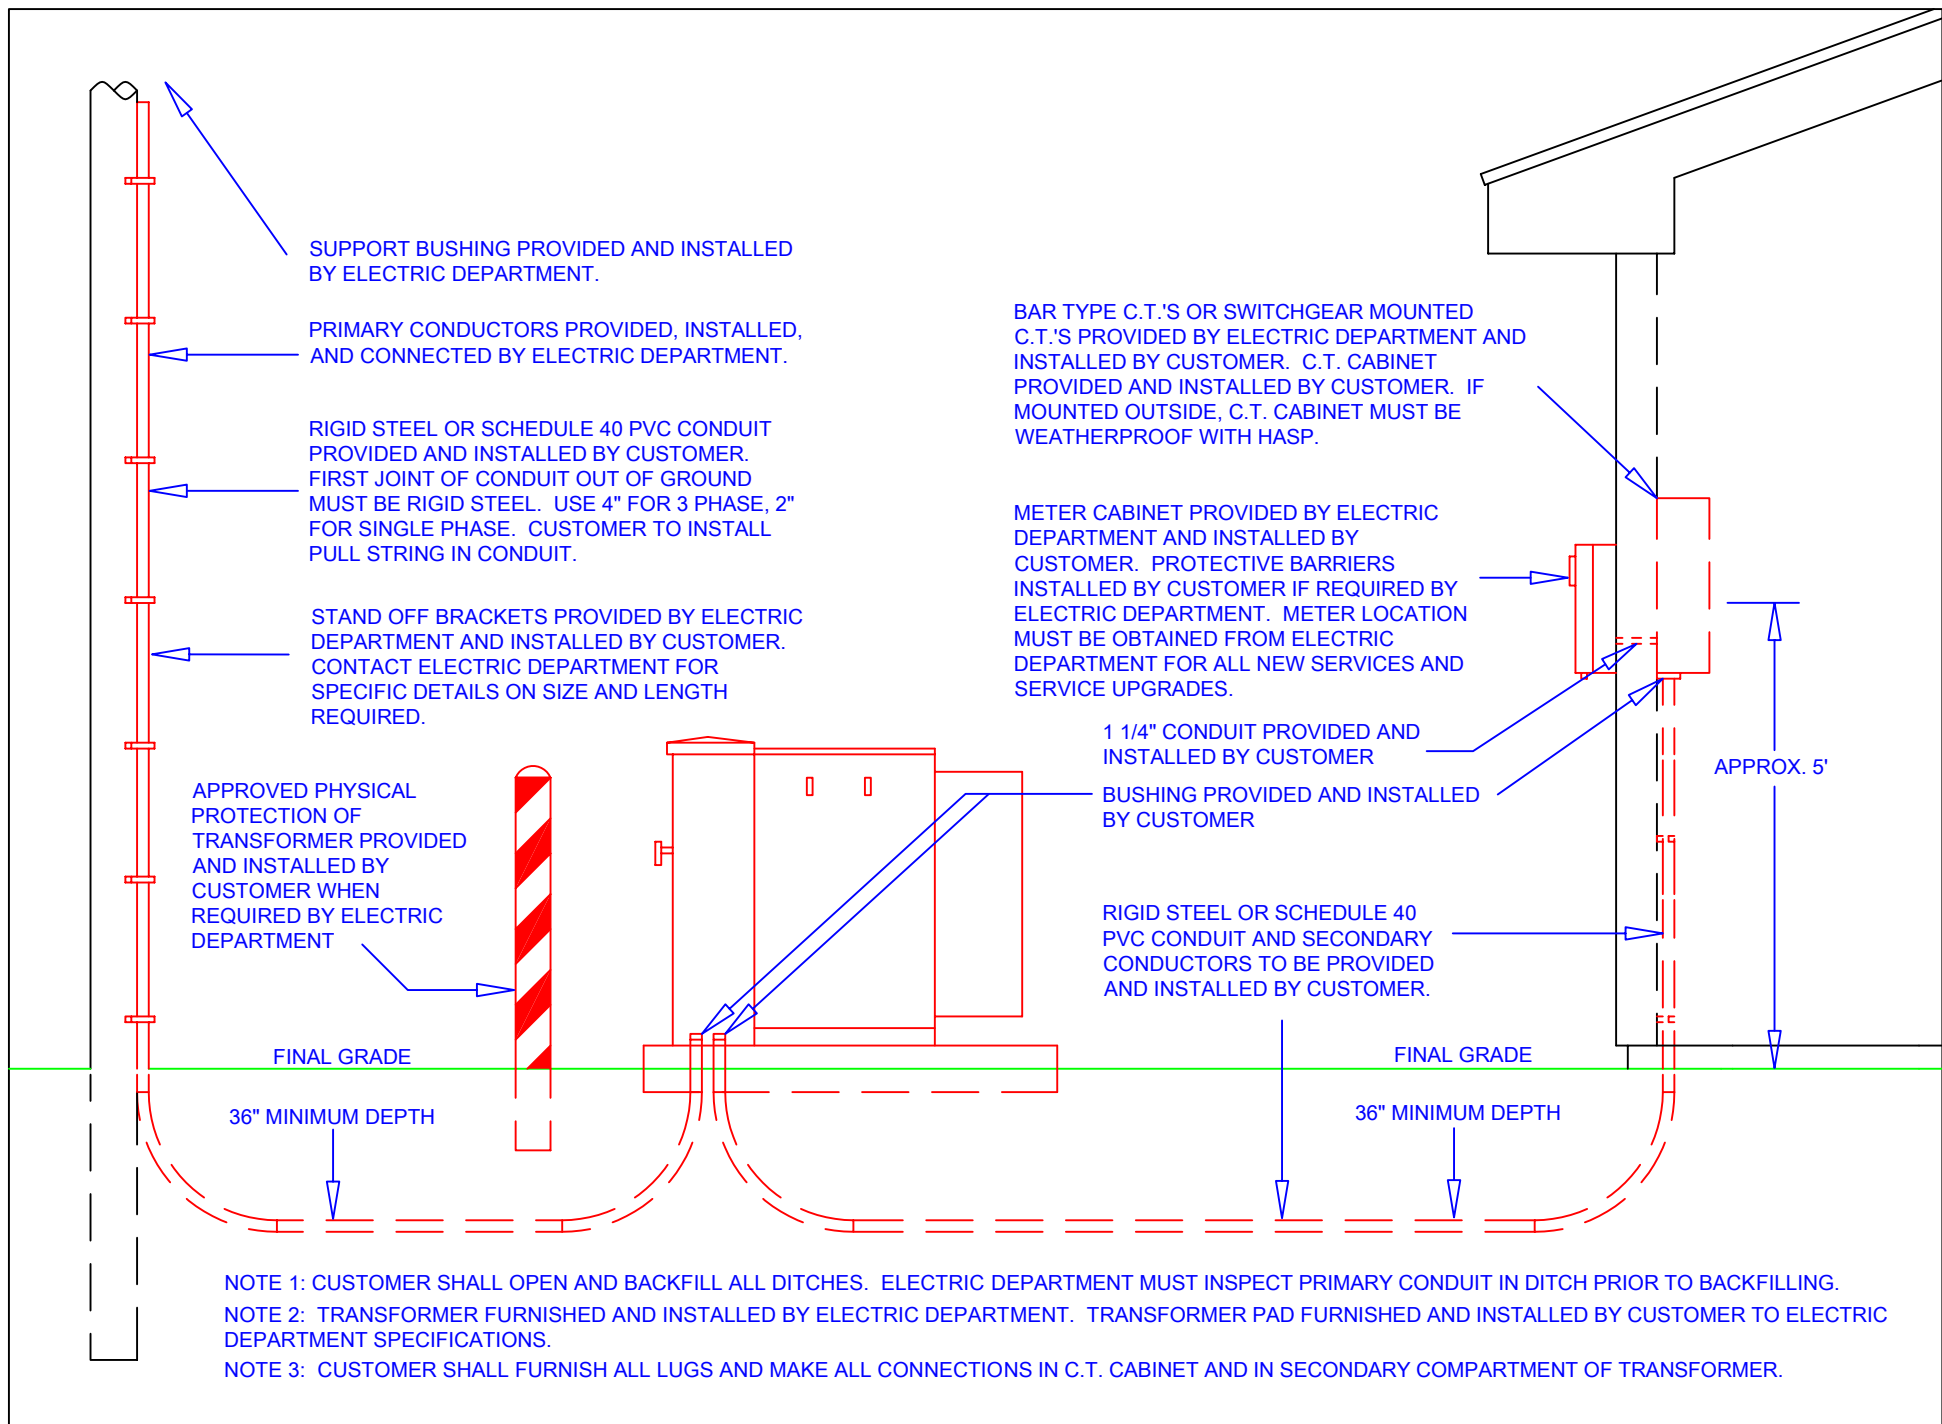 SUPPORT BUSHING PROVIDED AND INSTALLED
BY ELECTRIC DEPARTMENT.
PRIMARY CONDUCTORS PROVIDED, INSTALLED,
AND CONNECTED BY ELECTRIC DEPARTMENT.
RIGID STEEL OR SCHEDULE 40 PVC CONDUIT
PROVIDED AND INSTALLED BY CUSTOMER.
FIRST JOINT OF CONDUIT OUT OF GROUND
MUST BE RIGID STEEL.  USE 4" FOR 3 PHASE, 2"
FOR SINGLE PHASE.  CUSTOMER TO INSTALL
PULL STRING IN CONDUIT.
STAND OFF BRACKETS PROVIDED BY ELECTRIC
DEPARTMENT AND INSTALLED BY CUSTOMER.
CONTACT ELECTRIC DEPARTMENT FOR
SPECIFIC DETAILS ON SIZE AND LENGTH
REQUIRED.
APPROVED PHYSICAL
PROTECTION OF
TRANSFORMER PROVIDED
AND INSTALLED BY
CUSTOMER WHEN
REQUIRED BY ELECTRIC
DEPARTMENT
FINAL GRADE
36" MINIMUM DEPTH
BAR TYPE C.T.'S OR SWITCHGEAR MOUNTED
C.T.'S PROVIDED BY ELECTRIC DEPARTMENT AND
INSTALLED BY CUSTOMER.  C.T. CABINET
PROVIDED AND INSTALLED BY CUSTOMER.  IF
MOUNTED OUTSIDE, C.T. CABINET MUST BE
WEATHERPROOF WITH HASP.
METER CABINET PROVIDED BY ELECTRIC
DEPARTMENT AND INSTALLED BY
CUSTOMER.  PROTECTIVE BARRIERS
INSTALLED BY CUSTOMER IF REQUIRED BY
ELECTRIC DEPARTMENT.  METER LOCATION
MUST BE OBTAINED FROM ELECTRIC
DEPARTMENT FOR ALL NEW SERVICES AND
SERVICE UPGRADES.
1 1/4" CONDUIT PROVIDED AND
INSTALLED BY CUSTOMER
APPROX. 5'
BUSHING PROVIDED AND INSTALLED
BY CUSTOMER
RIGID STEEL OR SCHEDULE 40
PVC CONDUIT AND SECONDARY
CONDUCTORS TO BE PROVIDED
AND INSTALLED BY CUSTOMER.
FINAL GRADE
36" MINIMUM DEPTH
NOTE 1: CUSTOMER SHALL OPEN AND BACKFILL ALL DITCHES.  ELECTRIC DEPARTMENT MUST INSPECT PRIMARY CONDUIT IN DITCH PRIOR TO BACKFILLING.
NOTE 2:  TRANSFORMER FURNISHED AND INSTALLED BY ELECTRIC DEPARTMENT.  TRANSFORMER PAD FURNISHED AND INSTALLED BY CUSTOMER TO ELECTRIC
DEPARTMENT SPECIFICATIONS.
NOTE 3:  CUSTOMER SHALL FURNISH ALL LUGS AND MAKE ALL CONNECTIONS IN C.T. CABINET AND IN SECONDARY COMPARTMENT OF TRANSFORMER.